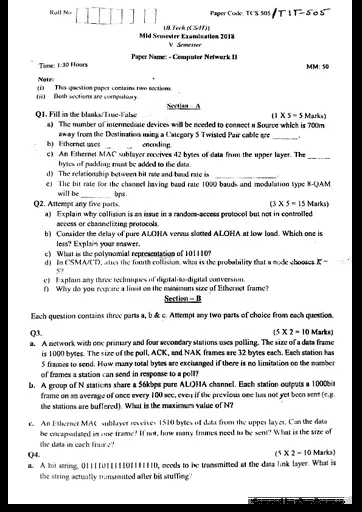 Roll No
Paper Code: TCS 505 / TIT-505
(B.Tech (CS/IT))
Mid Semester Examination 2018
V Semester
Paper Name: - Computer Network II
Time: 1:30 Hours
MM: 50
Note:
(i) This question paper contains two sections.
(ii) Both sections are compulsory.
Section – A
Q1. Fill in the blanks/True-False (1 X 5 = 5 Marks)
a) The number of intermediate devices will be needed to connect a Source which is 700m
away from the Destination using a Category 5 Twisted Pair cable are ______.
b) Ethernet uses ______ encoding.
c) An Ethernet MAC sublayer receives 42 bytes of data from the upper layer. The ______
bytes of padding must be added to the data.
d) The relationship between bit rate and baud rate is ______.
e) The bit rate for the channel having baud rate 1000 bauds and modulation type 8-QAM
will be ______ bps.
Q2. Attempt any five parts. (3 X 5 = 15 Marks)
a) Explain why collision is an issue in a random-access protocol but not in controlled
access or channelizing protocols.
b) Consider the delay of pure ALOHA versus slotted ALOHA at low load. Which one is
less? Explain your answer.
c) What is the polynomial representation of 101110?
d) In CSMA/CD, after the fourth collision, what is the probability that a node chooses K =
5?
e) Explain any three techniques of digital-to-digital conversion.
f) Why do you require a limit on the minimum size of Ethernet frame?
Section – B
Each question contains three parts a, b & c. Attempt any two parts of choice from each question.
Q3. (5 X 2 = 10 Marks)
a. A network with one primary and four secondary stations uses polling. The size of a data frame
is 1000 bytes. The size of the poll, ACK, and NAK frames are 32 bytes each. Each station has
5 frames to send. How many total bytes are exchanged if there is no limitation on the number
of frames a station can send in response to a poll?
b. A group of N stations share a 56kbps pure ALOHA channel. Each station outputs a 1000bit
frame on an average of once every 100 sec, even if the previous one has not yet been sent (e.g.
the stations are buffered). What is the maximum value of N?
c. An Ethernet MAC sublayer receives 1510 bytes of data from the upper layer. Can the data
be encapsulated in one frame? If not, how many frames need to be sent? What is the size of
the data in each frame?
Q4. (5 X 2 = 10 Marks)
a. A bit string, 0111101111101111110, needs to be transmitted at the data link layer. What is
the string actually transmitted after bit stuffing?